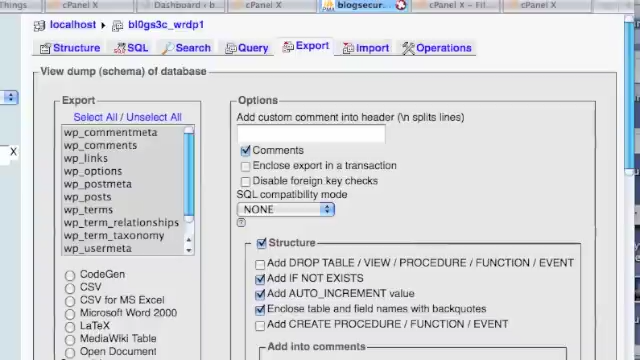 Things
cPanel X
Dashboard ‹ b...
PMA
blogsecur...
cPanel X – Fil...
cPanel X
localhost
bl0gs3c_wrdp1
Structure
SQL
Search
Query
Export
Import
Operations
View dump (schema) of database
Export
Select All / Unselect All
wp_commentmeta
wp_comments
wp_links
wp_options
wp_postmeta
wp_posts
wp_terms
wp_term_relationships
wp_term_taxonomy
wp_usermeta
CodeGen
CSV
CSV for MS Excel
Microsoft Word 2000
LaTeX
MediaWiki Table
Open Document
X
Options
Add custom comment into header (\n splits lines)
Comments
Enclose export in a transaction
Disable foreign key checks
SQL compatibility mode
NONE
Structure
Add DROP TABLE / VIEW / PROCEDURE / FUNCTION / EVENT
Add IF NOT EXISTS
Add AUTO_INCREMENT value
Enclose table and field names with backquotes
Add CREATE PROCEDURE / FUNCTION / EVENT
Add into comments